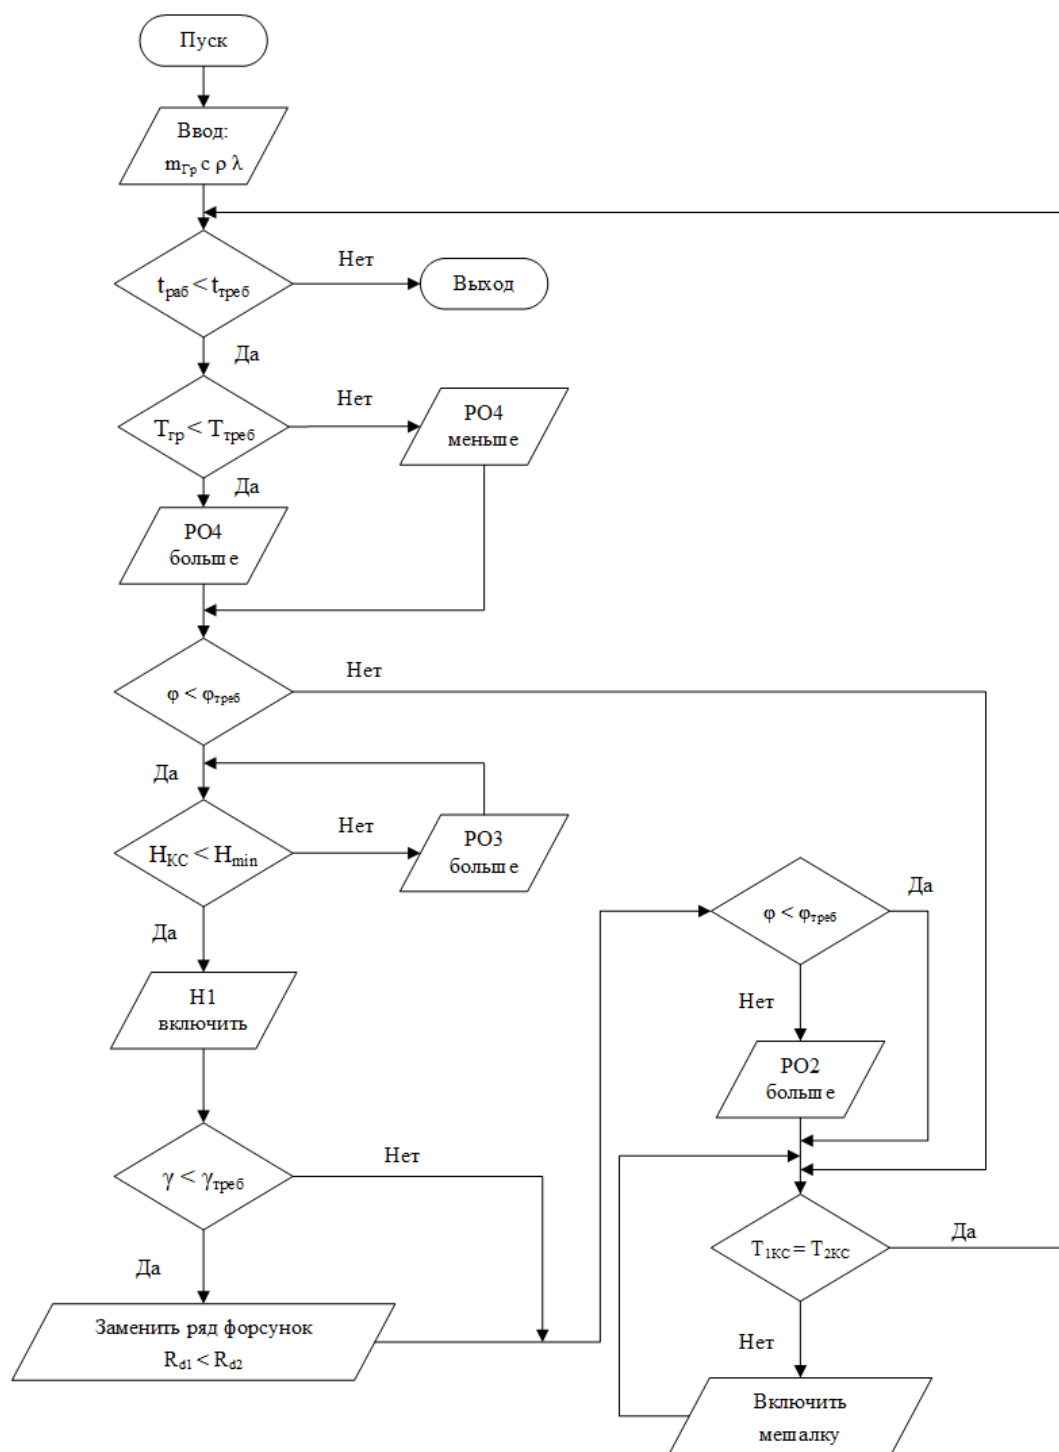 Пуск
Ввод:
mГр c ρ λ
tраб < tтреб
Нет
Выход
Да
Tгр < Tтреб
Нет
РО4
меньше
Да
РО4
больше
φ < φтреб
Нет
Да
HКС < Hmin
Нет
РО3
больше
Да
Н1
включить
γ < γтреб
Нет
Да
Заменить ряд форсунок
Rd1 < Rd2
φ < φтреб
Да
Нет
РО2
больше
T1КС = T2КС
Да
Нет
Включить
мешалку